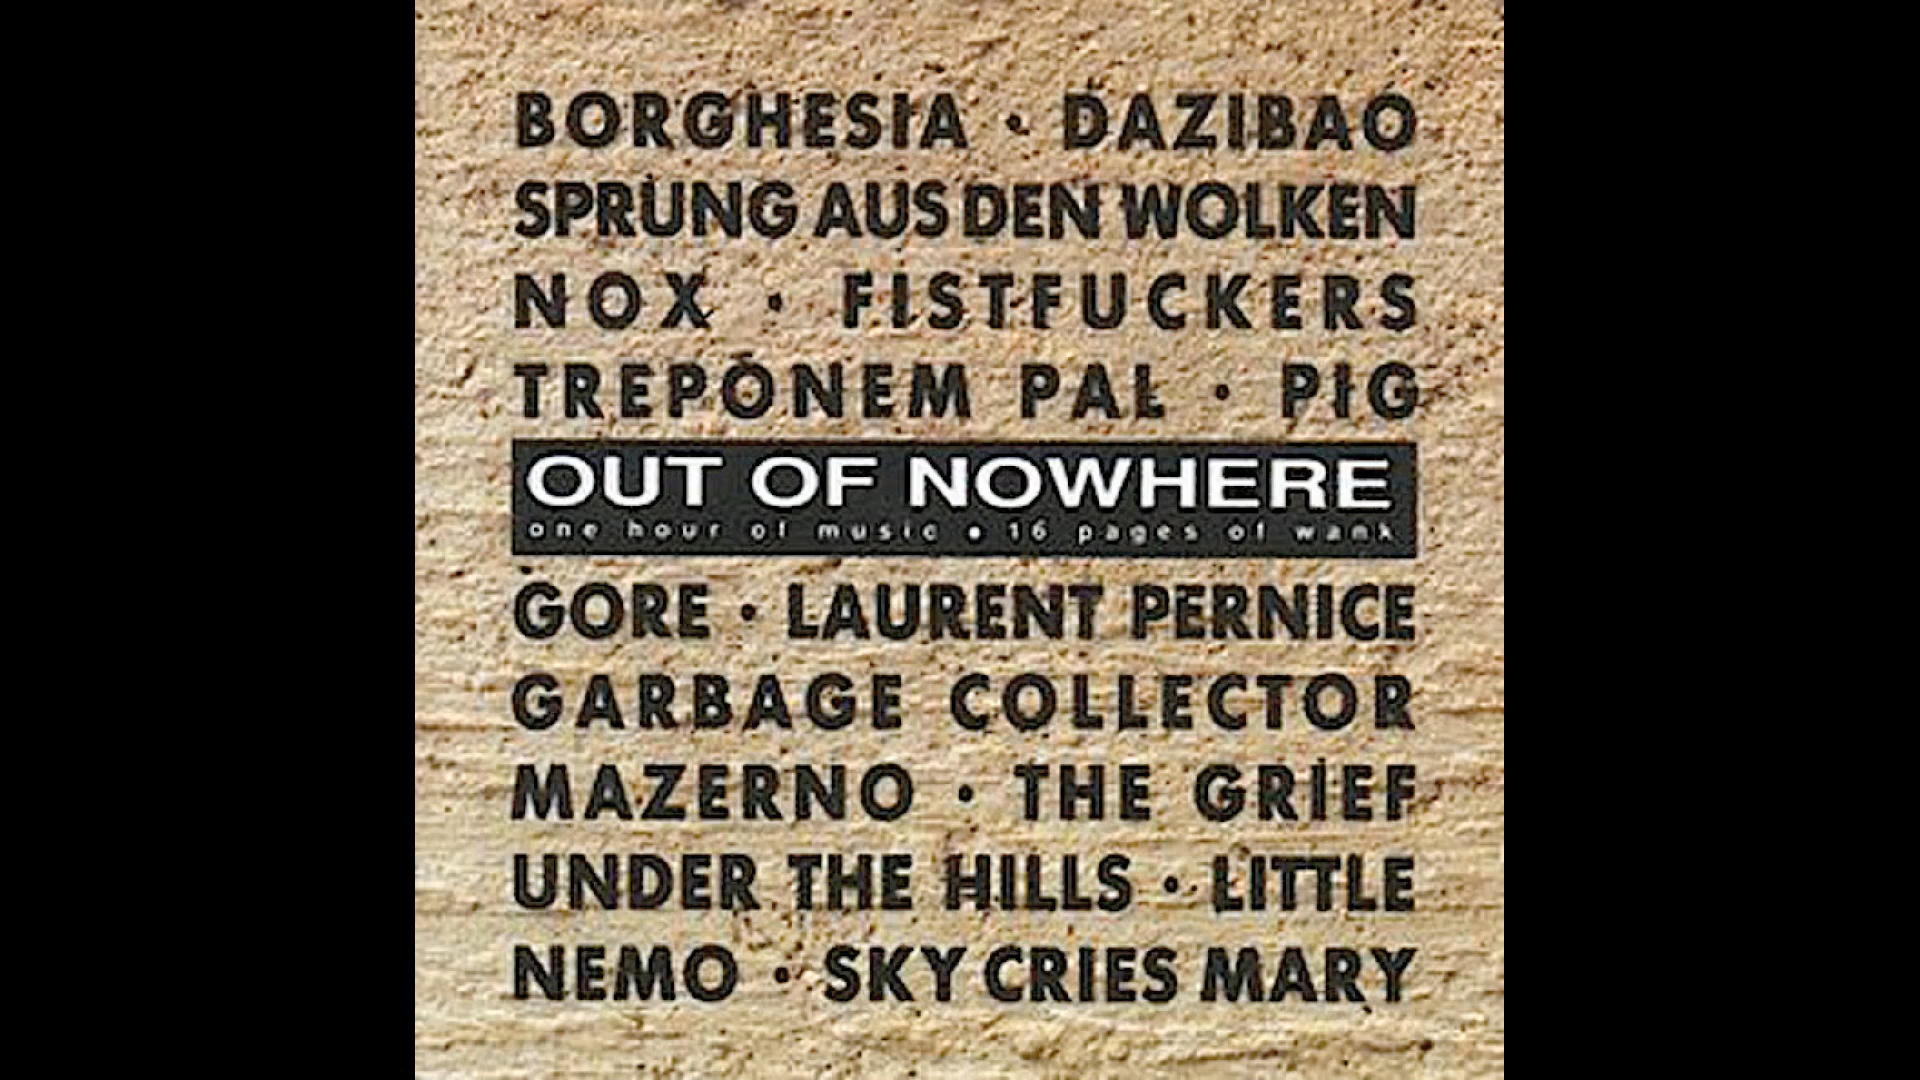 BORGHESIA · DAZIBAO
SPRUNG AUS DEN WOLKEN
NOX · FISTFUCKERS
TREPONEM PAL · PIG
OUT OF NOWHERE
one hour of music • 16 pages of wank
GORE · LAURENT PERNICE
GARBAGE COLLECTOR
MAZERNO · THE GRIEF
UNDER THE HILLS · LITTLE
NEMO · SKY CRIES MARY